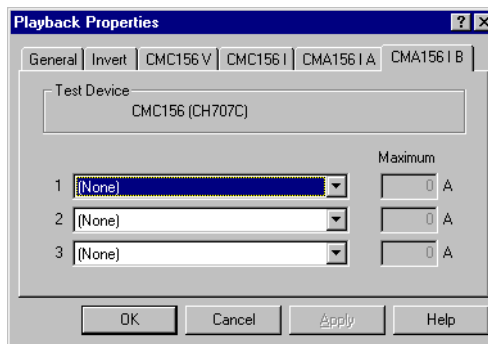 Playback Properties
General Invert CMC156 V CMC156 I CMA156 I A CMA156 I B
Test Device
CMC156 (CH707C)
Maximum
1 (None) 0 A
2 (None) 0 A
3 (None) 0 A
OK Cancel Apply Help